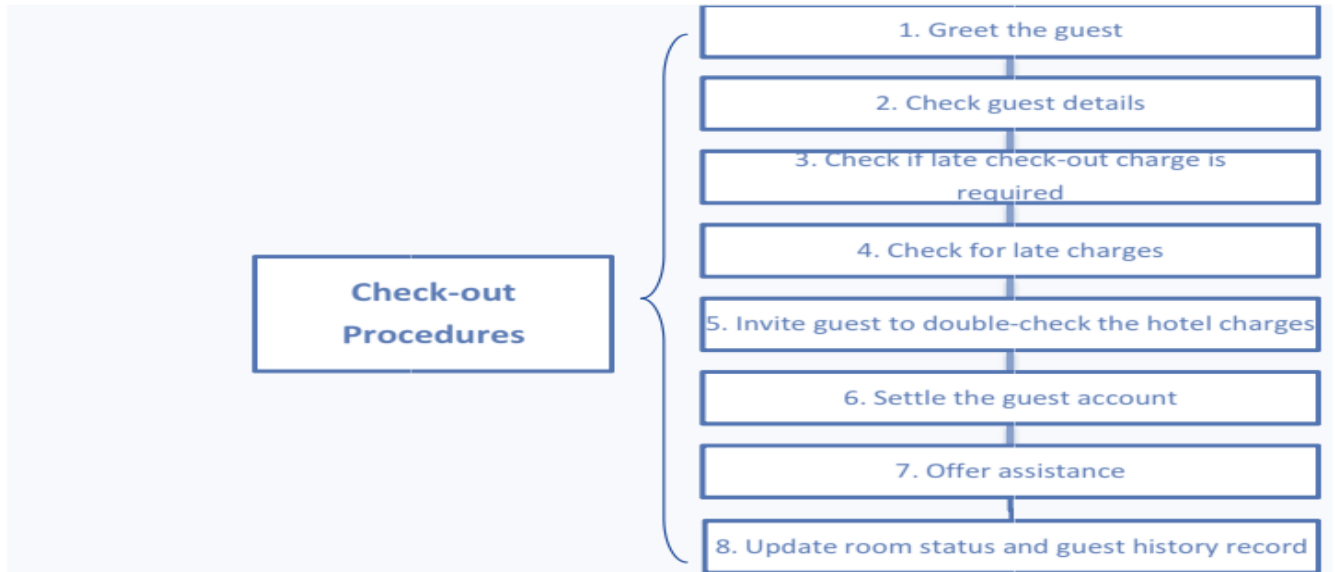 1. Greet the guest
2. Check guest details
3. Check if late check-out charge is
required
4. Check for late charges
Check-out
Procedures
5. Invite guest to double-check the hotel charges
6. Settle the guest account
7. Offer assistance
8. Update room status and guest history record